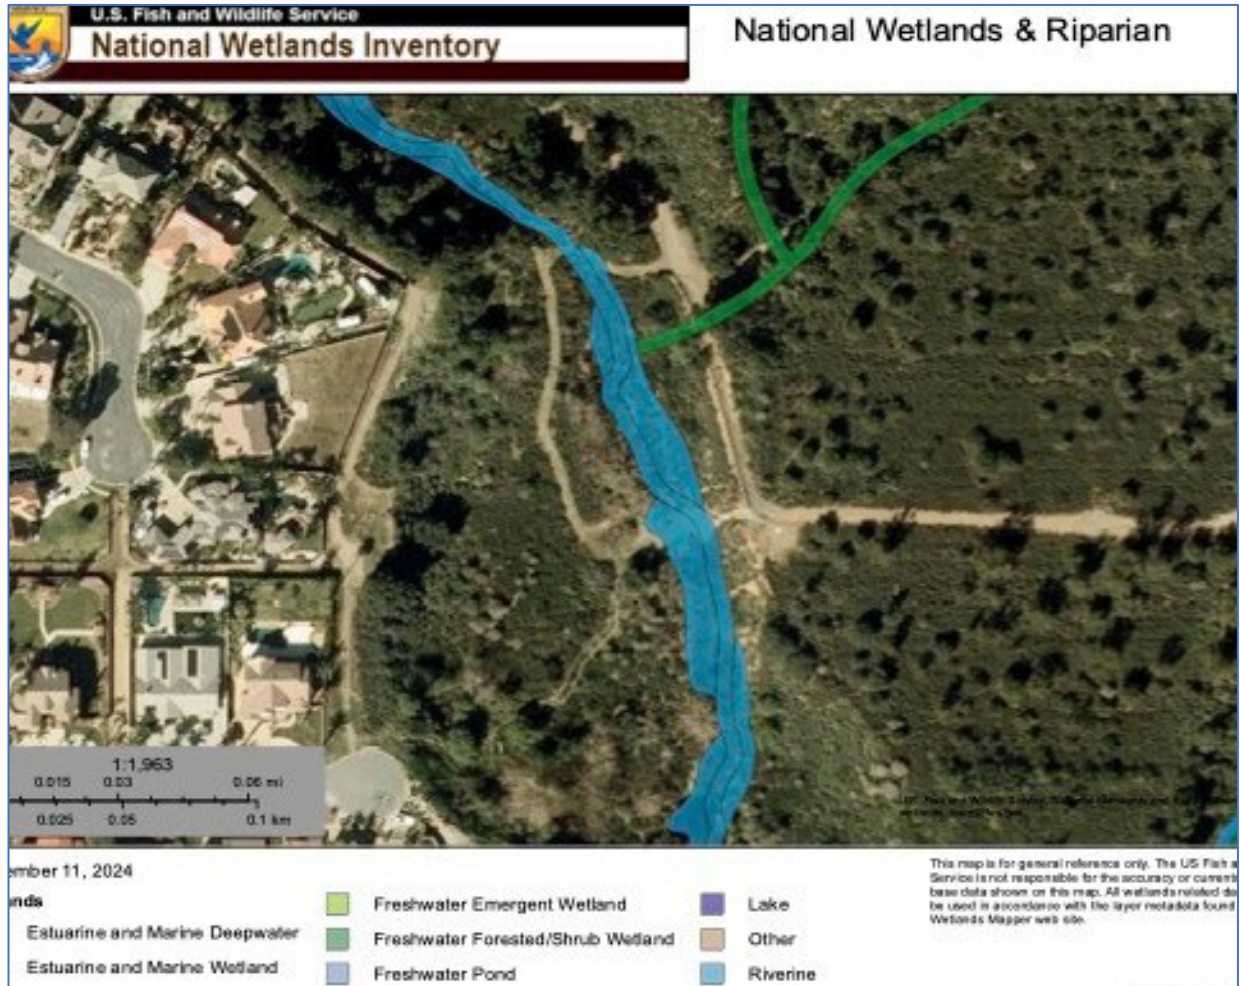 U.S. Fish and Wildlife Service
National Wetlands Inventory
National Wetlands & Riparian
1:1,963
0.015 0.03 0.06 mi
0.025 0.05 0.1 km
ember 11, 2024
ands
Estuarine and Marine Deepwater
Estuarine and Marine Wetland
Freshwater Emergent Wetland
Freshwater Forested/Shrub Wetland
Freshwater Pond
Lake
Other
Riverine
This map is for general reference only. The US Fish a
Service is not responsible for the accuracy or current
base data shown on this map. All wetlands related da
be used in accordance with the layer metadata found
Wetlands Mapper web site.